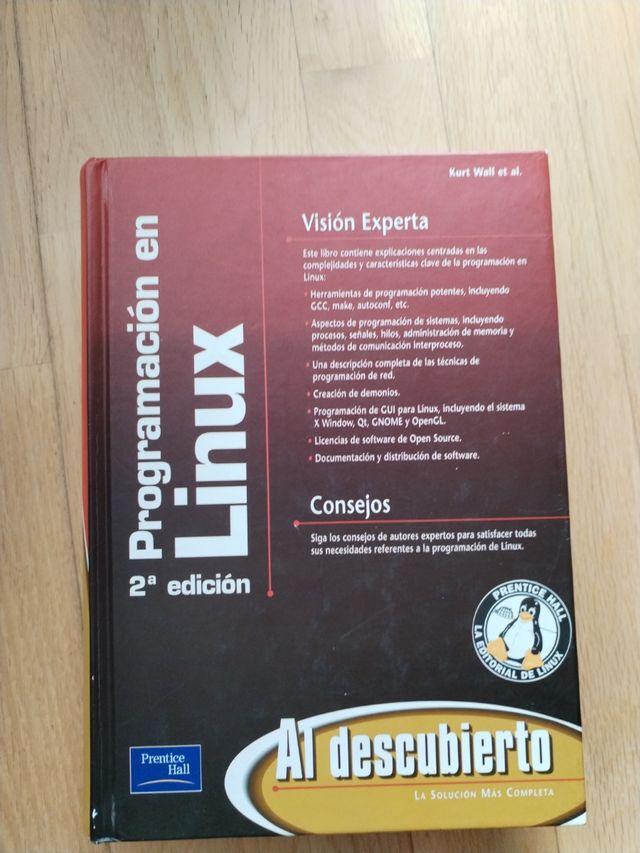 Kurt Wall et al.
Programación en
Linux
2ª edición
Visión Experta
Este libro contiene explicaciones centradas en las
complejidades y características clave de la programación en
Linux:
• Herramientas de programación potentes, incluyendo
GCC, make, autoconf, etc.
• Aspectos de programación de sistemas, incluyendo
procesos, señales, hilos, administración de memoria y
métodos de comunicación interproceso.
• Una descripción completa de las técnicas de
programación de red.
• Creación de demonios.
• Programación de GUI para Linux, incluyendo el sistema
X Window, Qt, GNOME y OpenGL.
• Licencias de software de Open Source.
• Documentación y distribución de software.
Consejos
Siga los consejos de autores expertos para satisfacer todas
sus necesidades referentes a la programación de Linux.
PRENTICE HALL
LA EDITORIAL DE LINUX
Al descubierto
LA SOLUCIÓN MÁS COMPLETA
Prentice
Hall